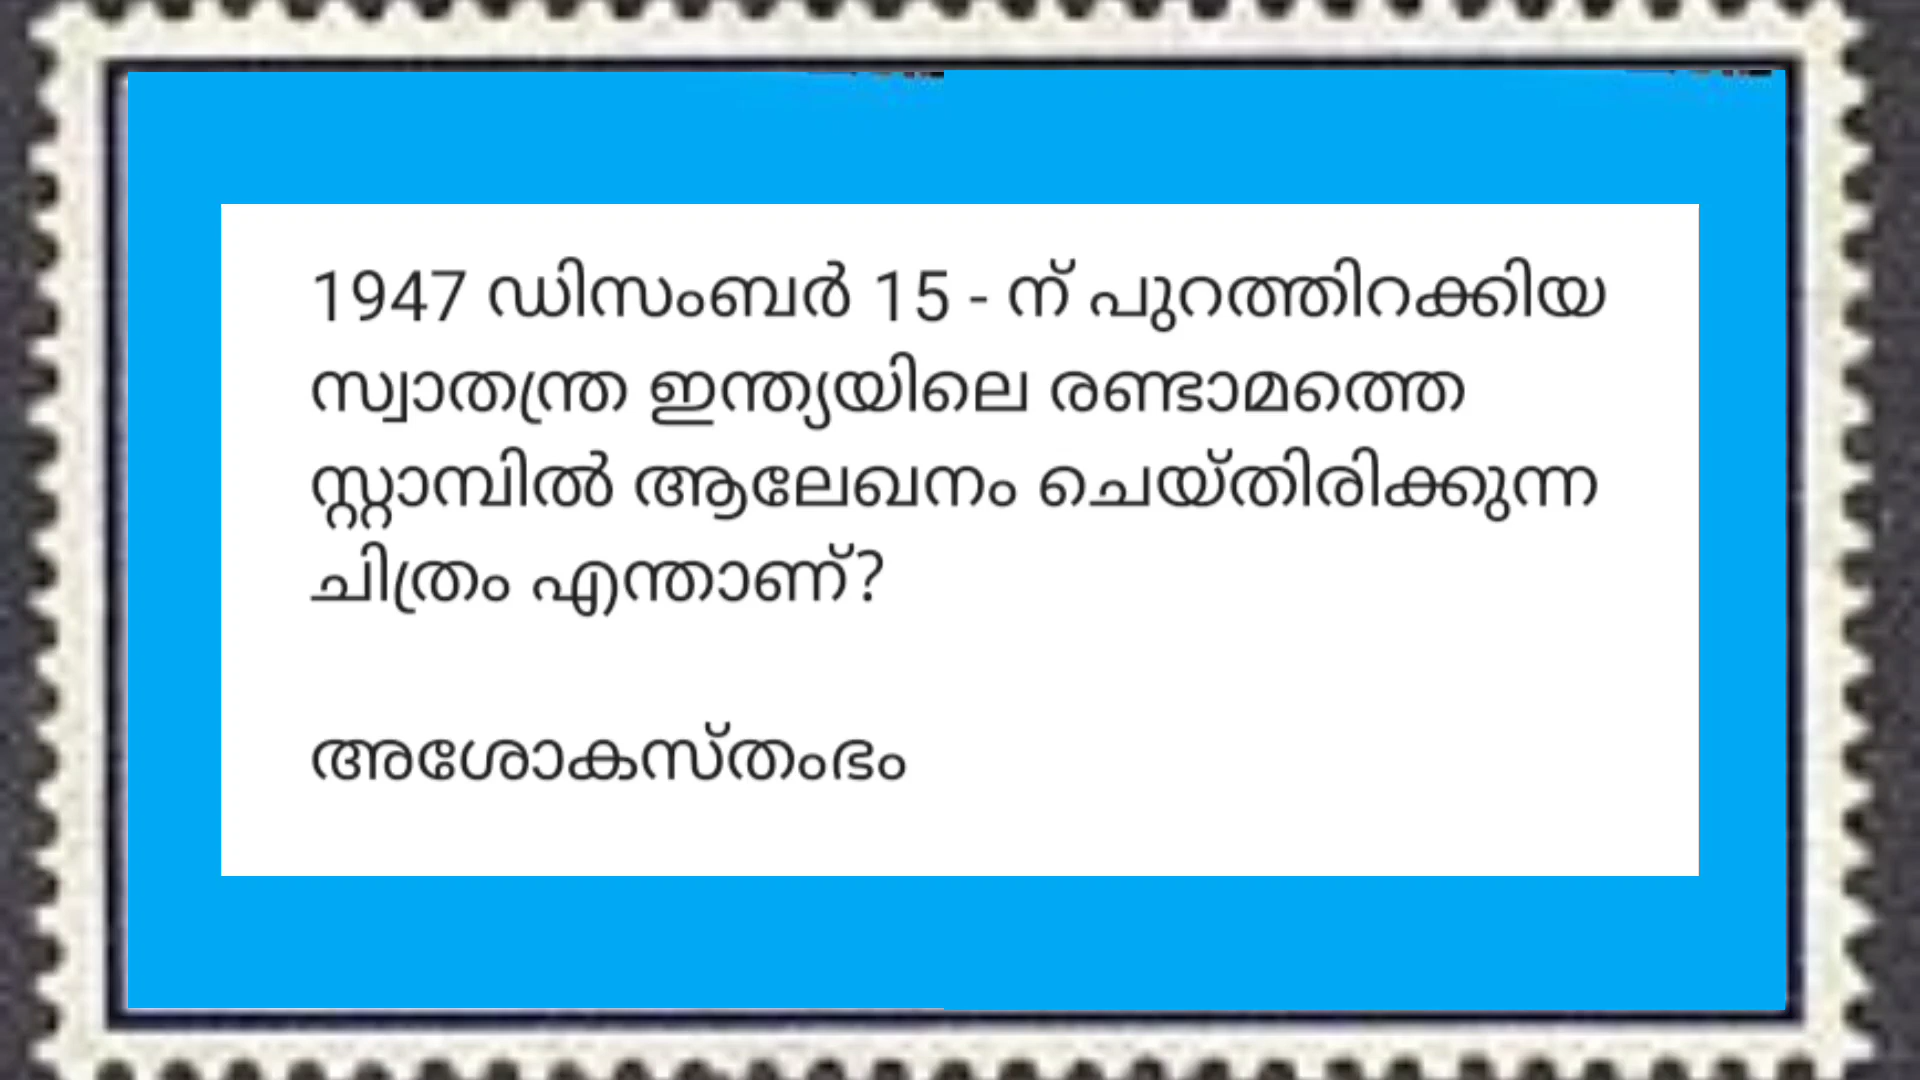 1947 ഡിസംബർ 15 - ന് പുറത്തിറക്കിയ
സ്വാതന്ത്ര ഇന്ത്യയിലെ രണ്ടാമത്തെ
സ്റ്റാമ്പിൽ ആലേഖനം ചെയ്തിരിക്കുന്ന
ചിത്രം എന്താണ്?
അശോകസ്തംഭം